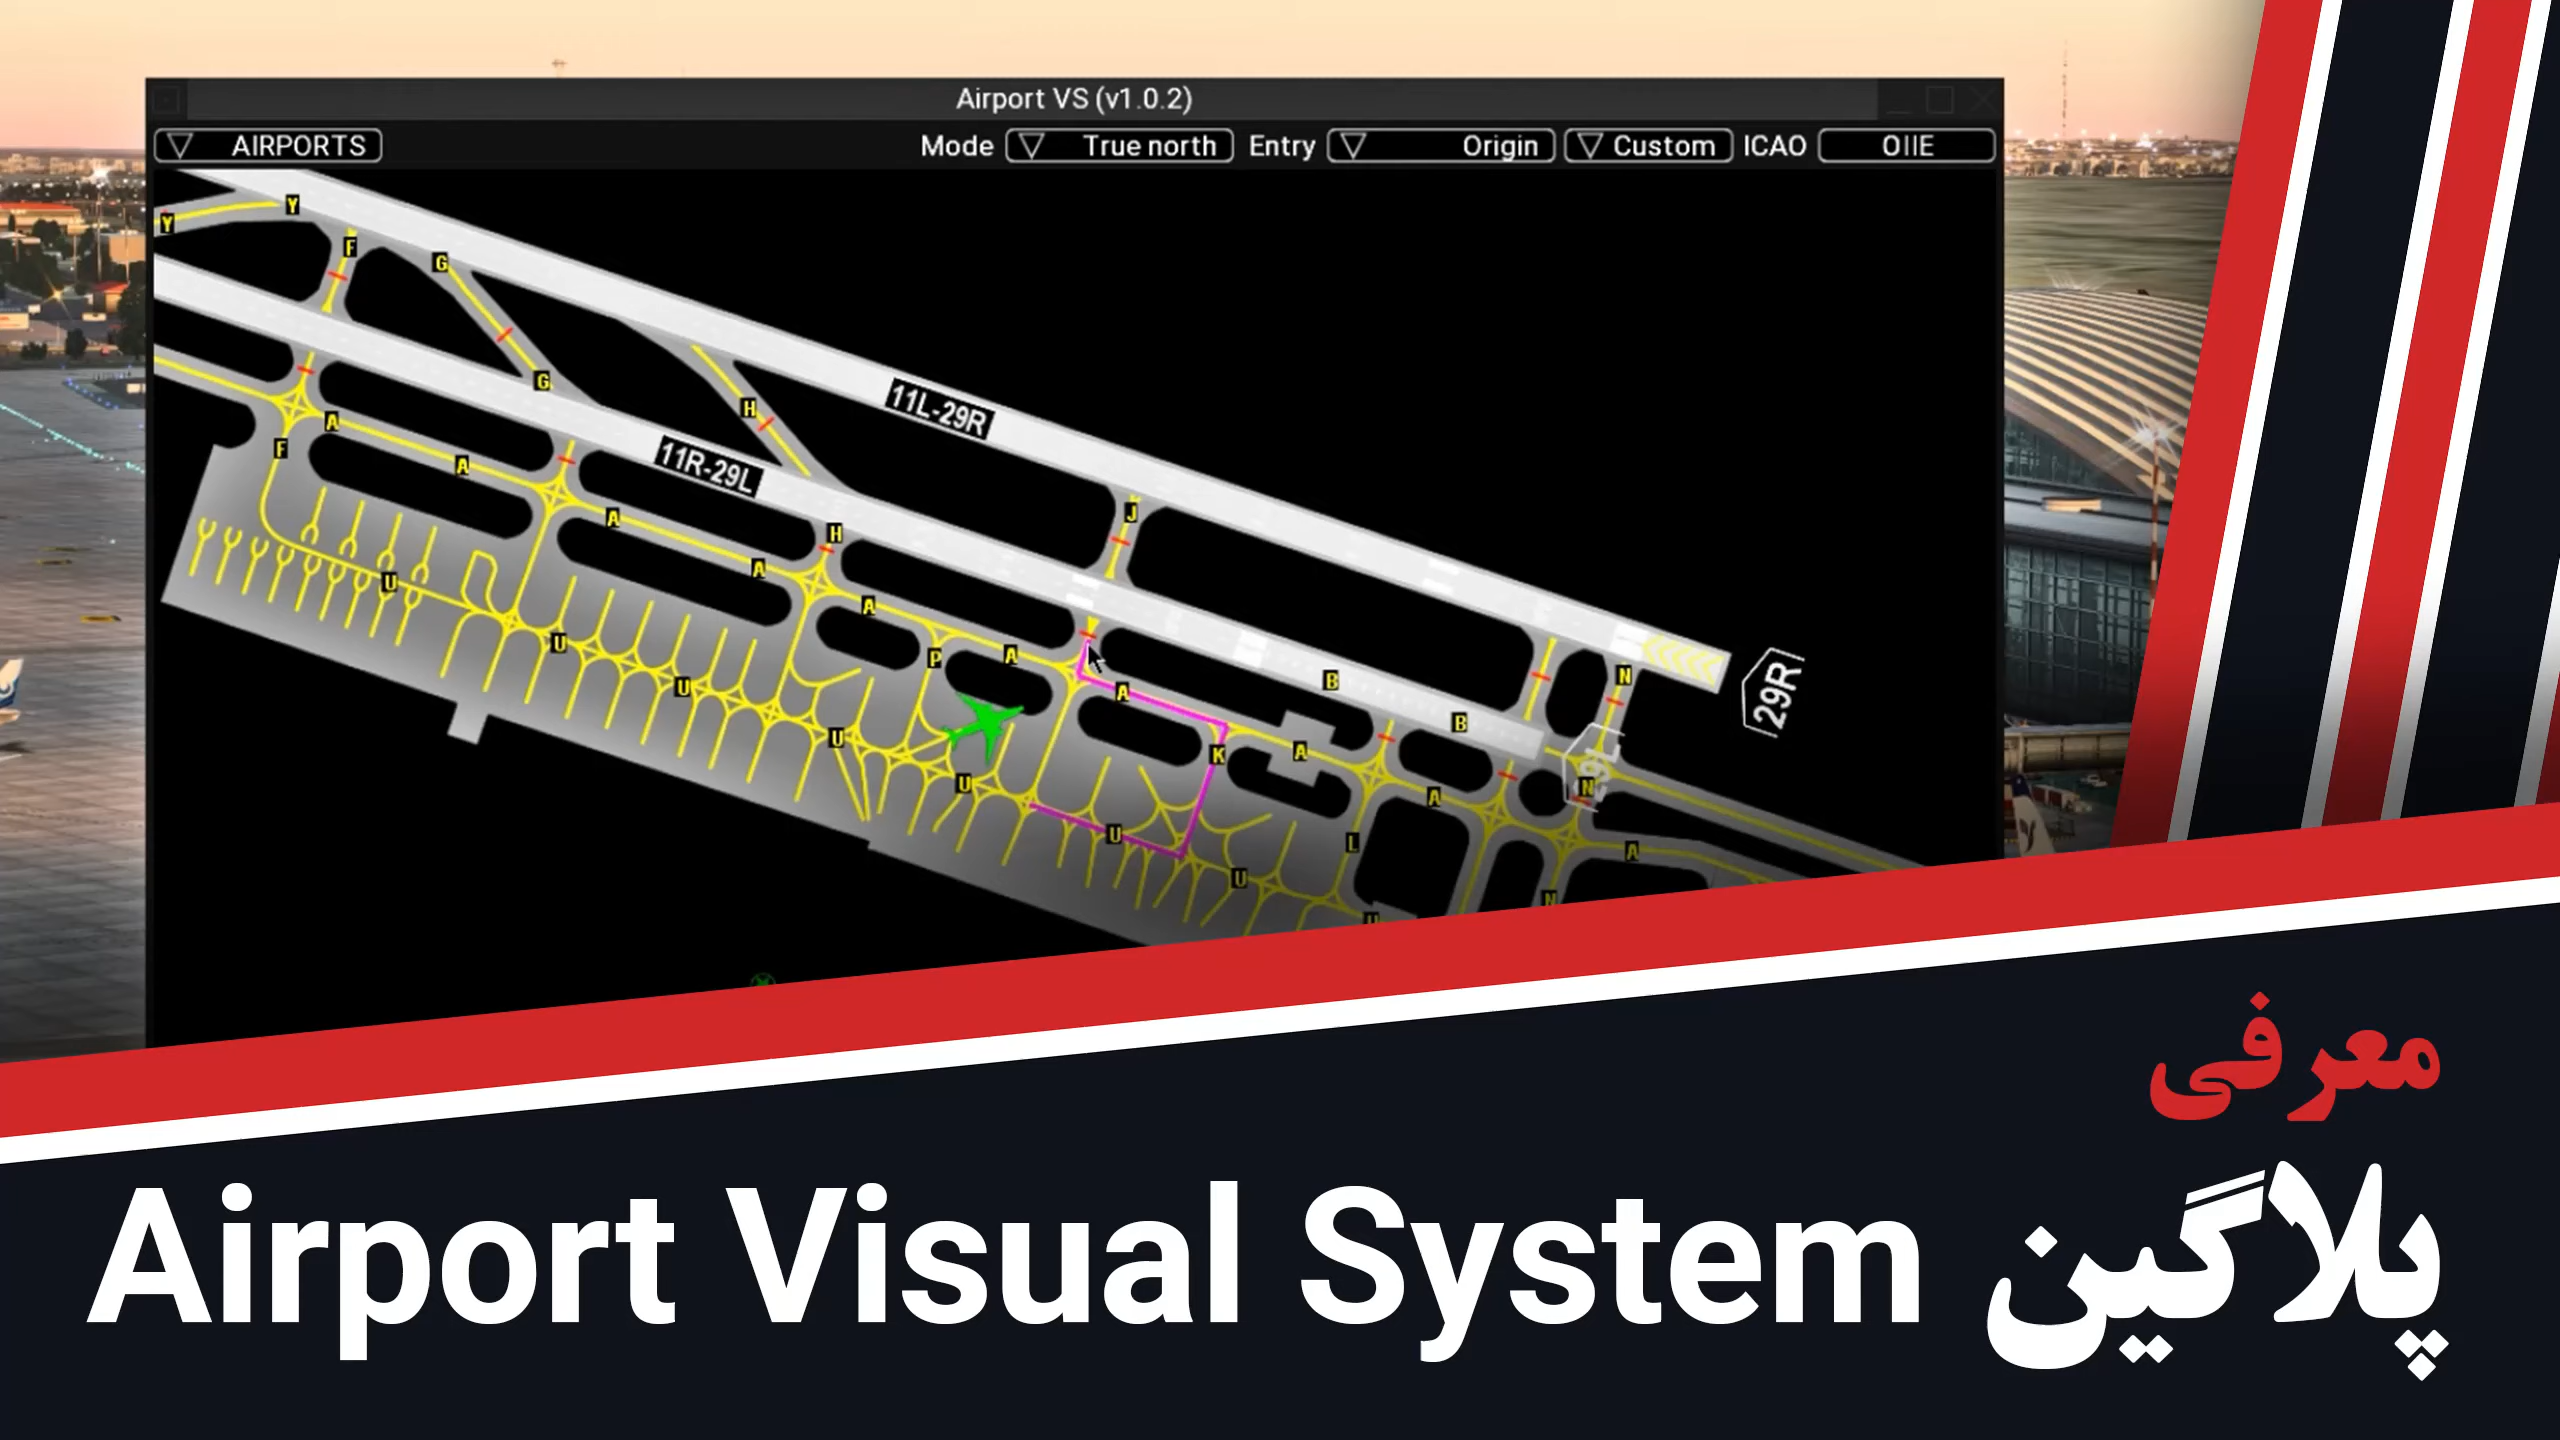 Airport VS (v1.0.2)
AIRPORTS Mode True north Entry Origin Custom ICAO OIIE
Y Y F G
G H
11L-29R
F A A
11R-29L
J
A H
A A
U U U U
P A A
B B
N N
29R
K A A A
U U U
L N
معرفی
پلاگین Airport Visual System